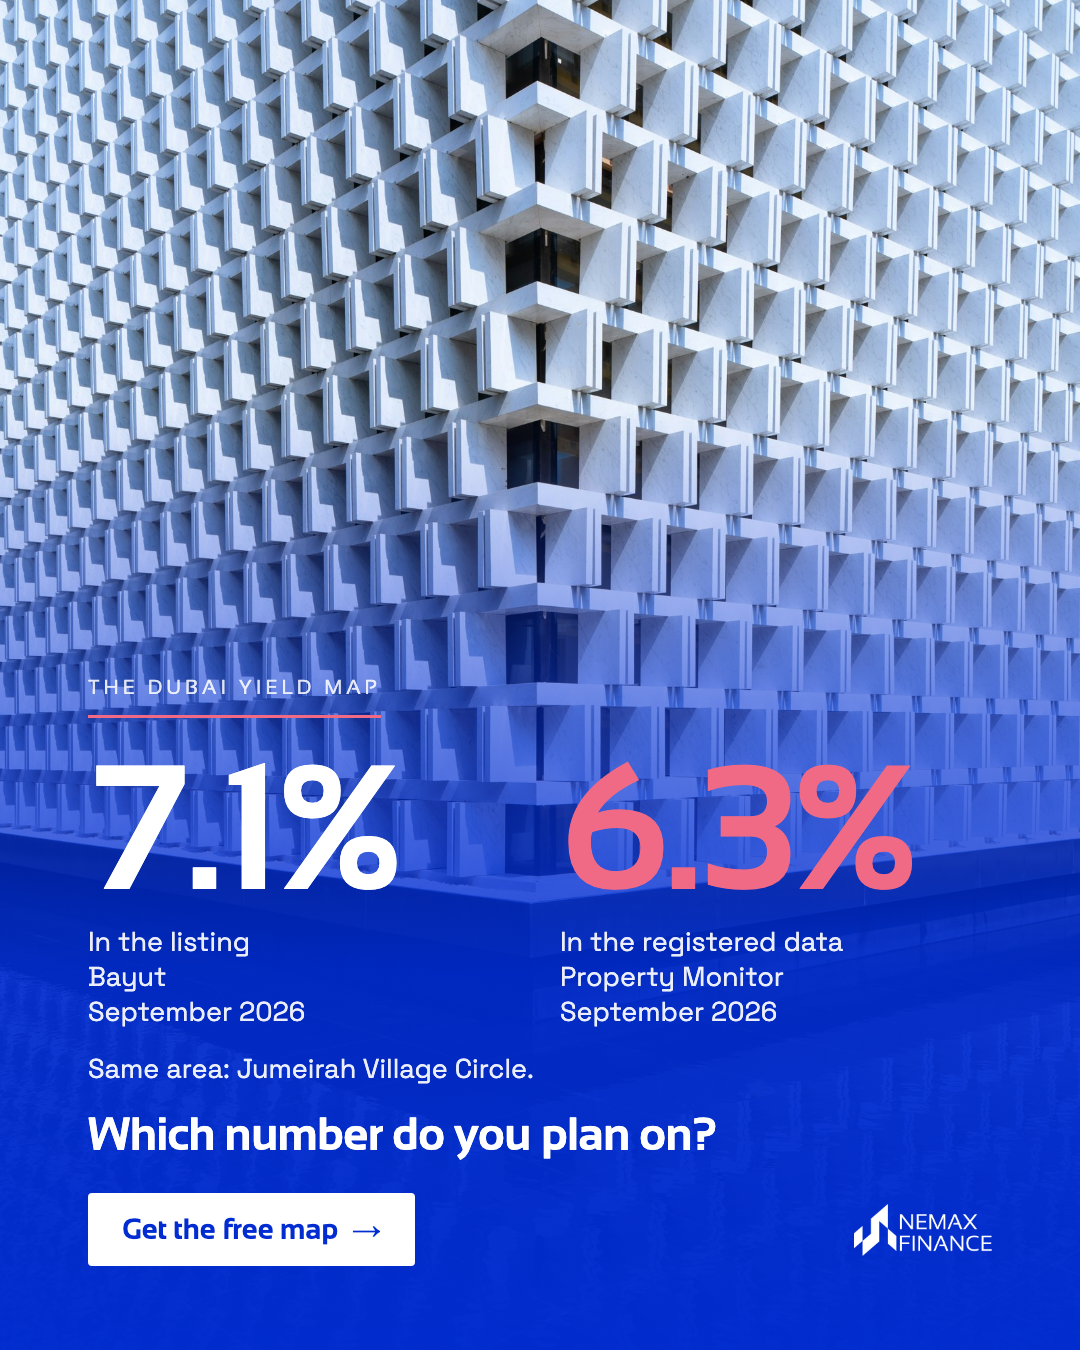 THE DUBAI YIELD MAP
7.1%
In the listing
Bayut
September 2026
6.3%
In the registered data
Property Monitor
September 2026
Same area: Jumeirah Village Circle.
Which number do you plan on?
Get the free map →
NEMAX
FINANCE